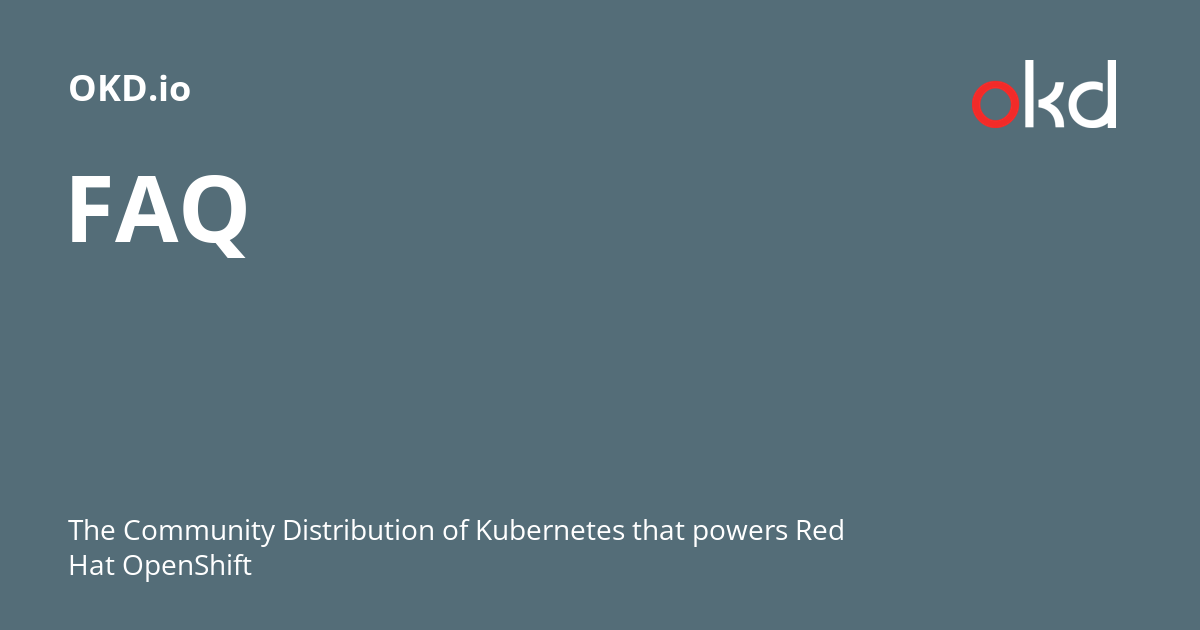 OKD.io
okd
FAQ
The Community Distribution of Kubernetes that powers Red
Hat OpenShift